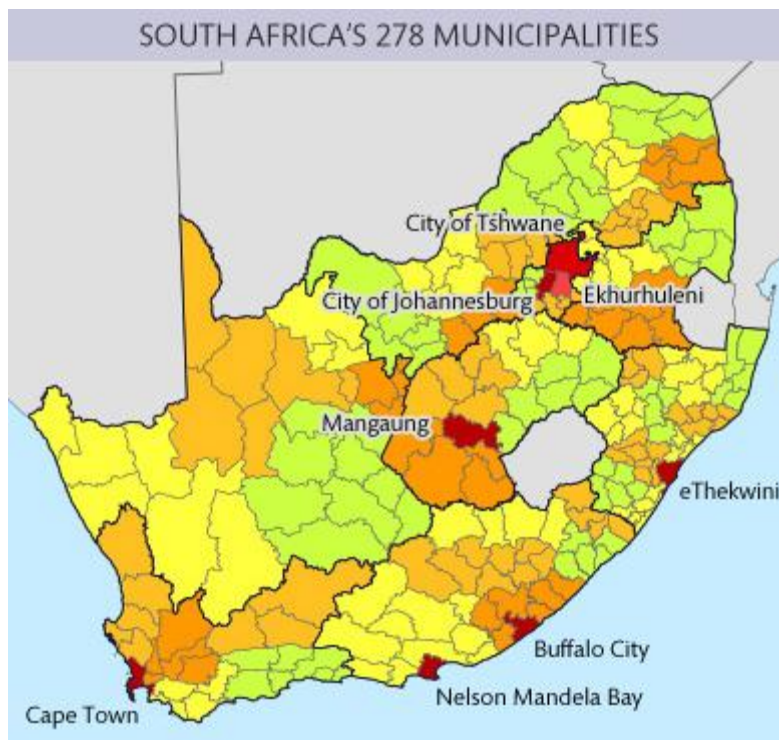 SOUTH AFRICA'S 278 MUNICIPALITIES
City of Tshwane
City of Johannesburg
Ekhurhuleni
Mangaung
eThekwini
Buffalo City
Nelson Mandela Bay
Cape Town